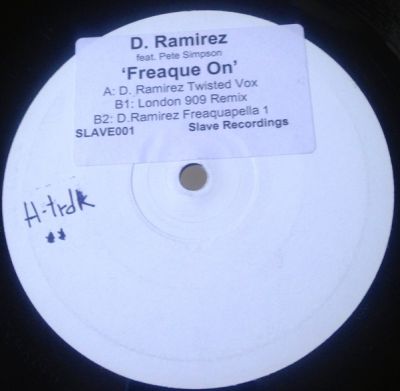 D. Ramirez
feat. Pete Simpson
'Freaque On'
A: D. Ramirez Twisted Vox
B1: London 909 Remix
B2: D.Ramirez Freaquapella 1
SLAVE001 Slave Recordings
H-trdk